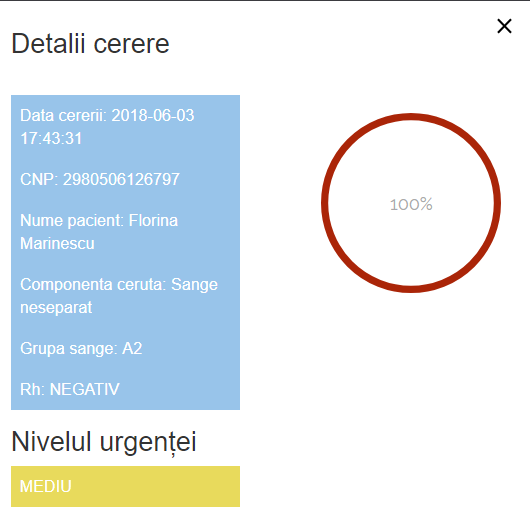 Detalii cerere
Data cererii: 2018-06-03
17:43:31
CNP: 2980506126797
Nume pacient: Florina
Marinescu
Componenta ceruta: Sange
neseparat
Grupa sange: A2
Rh: NEGATIV
100%
Nivelul urgenței
MEDIU